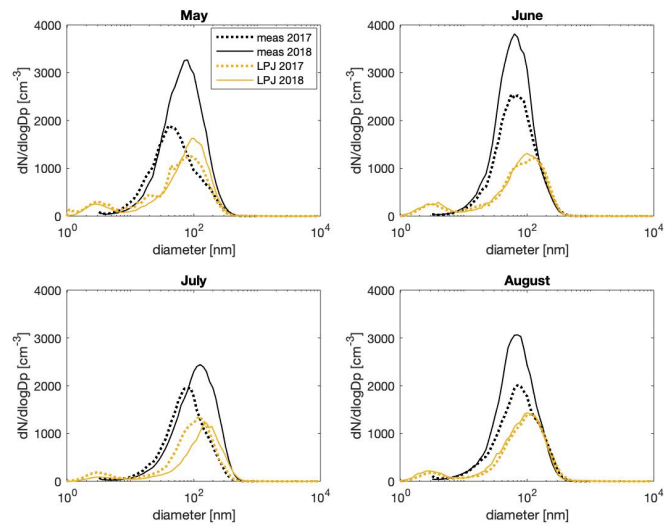 May
dN/dlogDp [cm⁻³]
4000
3000
2000
1000
0
10⁰ 10² 10⁴
diameter [nm]
meas 2017
meas 2018
LPJ 2017
LPJ 2018
June
dN/dlogDp [cm⁻³]
4000
3000
2000
1000
0
10⁰ 10² 10⁴
diameter [nm]
July
dN/dlogDp [cm⁻³]
4000
3000
2000
1000
0
10⁰ 10² 10⁴
diameter [nm]
August
dN/dlogDp [cm⁻³]
4000
3000
2000
1000
0
10⁰ 10² 10⁴
diameter [nm]